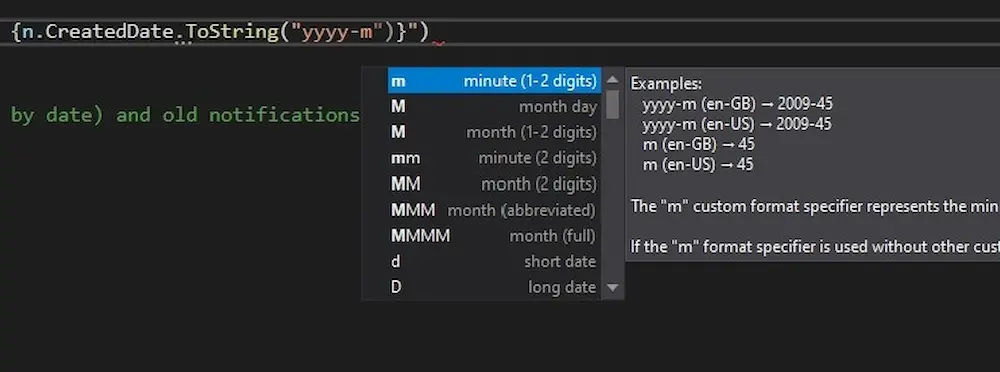 {n.CreatedDate.ToString("yyyy-m")}")
by date) and old notifications
m minute (1-2 digits)
M month day
M month (1-2 digits)
mm minute (2 digits)
MM month (2 digits)
MMM month (abbreviated)
MMMM month (full)
d short date
D long date
Examples:
yyyy-m (en-GB) → 2009-45
yyyy-m (en-US) → 2009-45
m (en-GB) → 45
m (en-US) → 45
The "m" custom format specifier represents the min
If the "m" format specifier is used without other cust